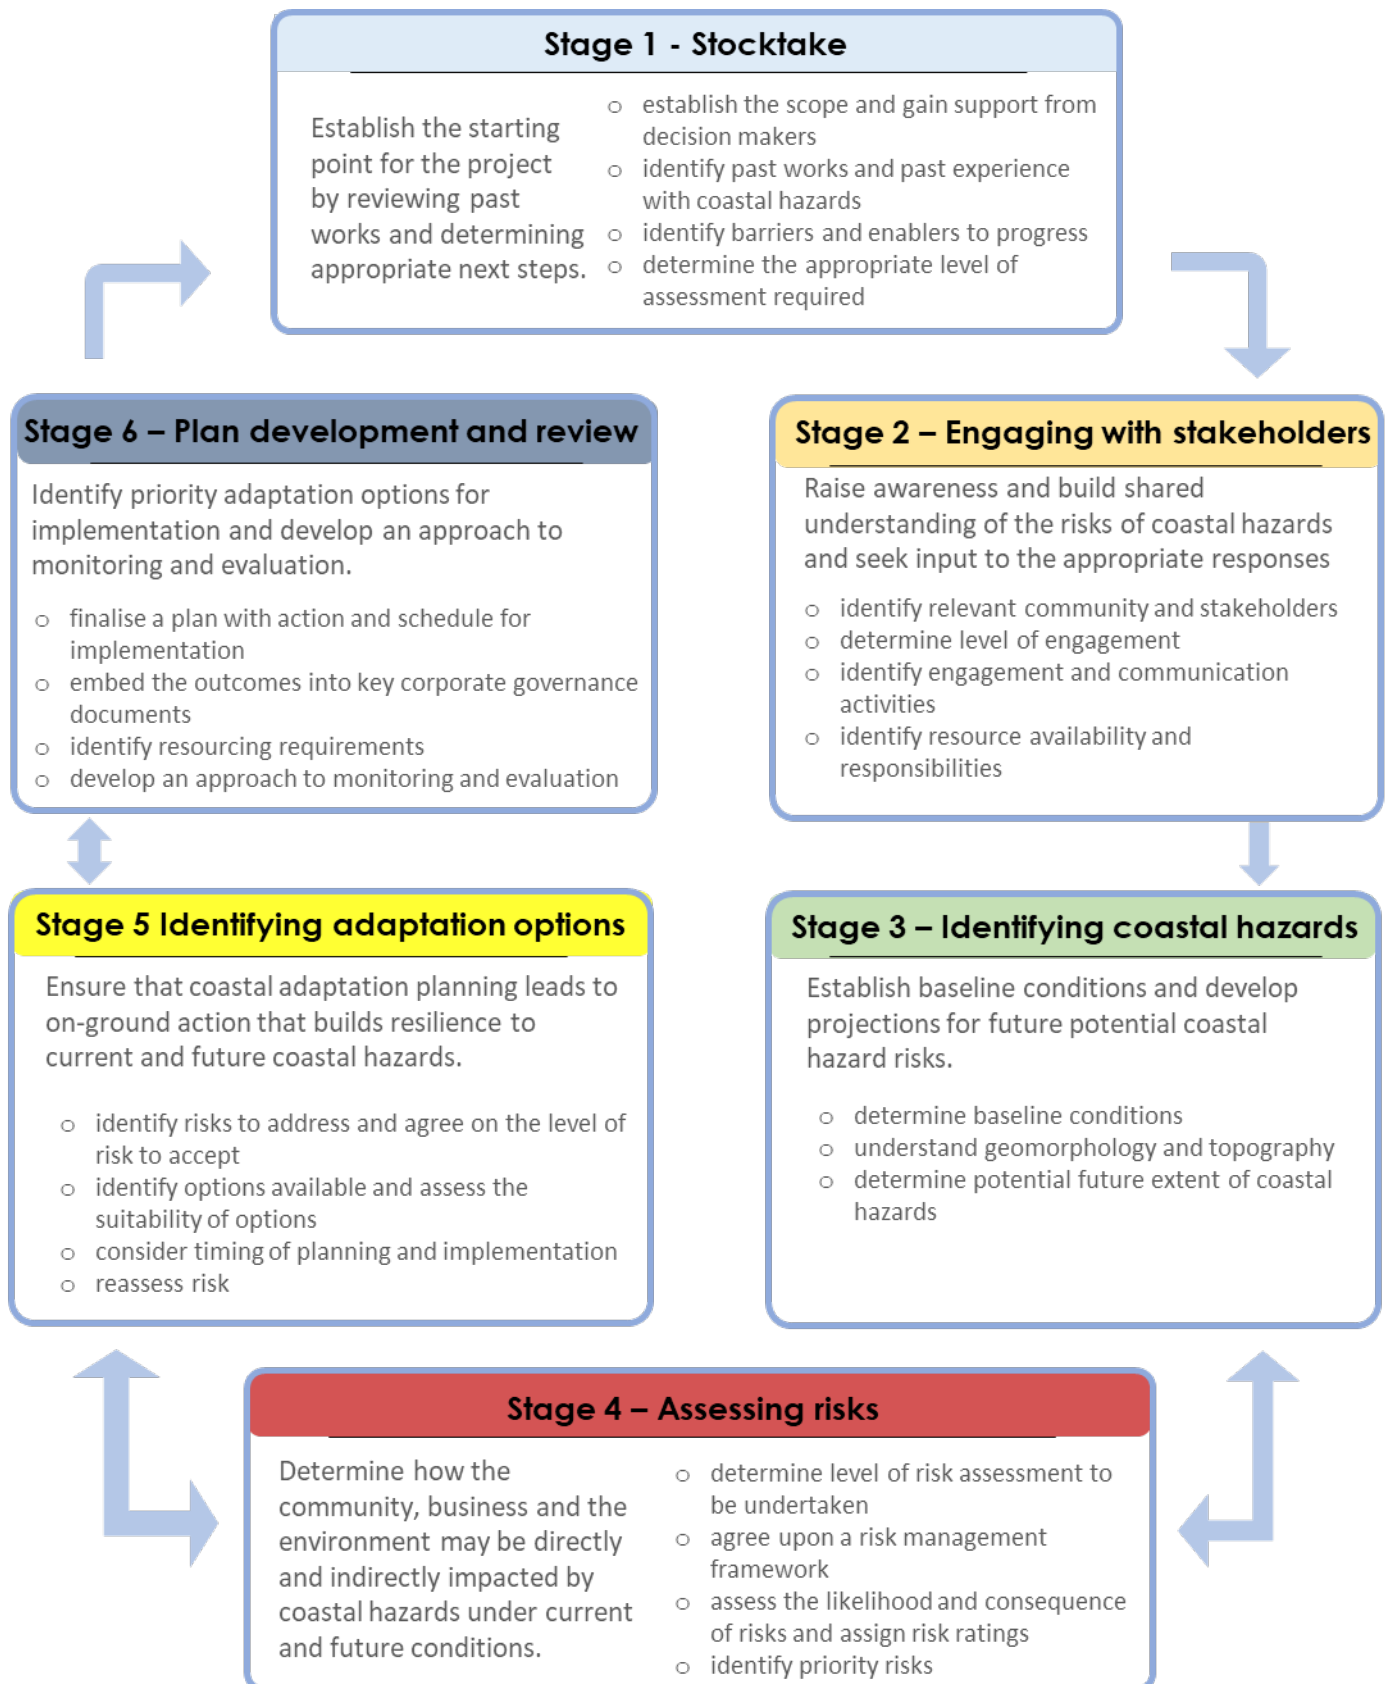 Stage 1 - Stocktake
Establish the starting
point for the project
by reviewing past
works and determining
appropriate next steps.
o establish the scope and gain support from
decision makers
o identify past works and past experience
with coastal hazards
o identify barriers and enablers to progress
o determine the appropriate level of
assessment required
Stage 2 – Engaging with stakeholders
Raise awareness and build shared
understanding of the risks of coastal hazards
and seek input to the appropriate responses
o identify relevant community and stakeholders
o determine level of engagement
o identify engagement and communication
activities
o identify resource availability and
responsibilities
Stage 3 – Identifying coastal hazards
Establish baseline conditions and develop
projections for future potential coastal
hazard risks.
o determine baseline conditions
o understand geomorphology and topography
o determine potential future extent of coastal
hazards
Stage 4 – Assessing risks
Determine how the
community, business and the
environment may be directly
and indirectly impacted by
coastal hazards under current
and future conditions.
o determine level of risk assessment to
be undertaken
o agree upon a risk management
framework
o assess the likelihood and consequence
of risks and assign risk ratings
o identify priority risks
Stage 5 Identifying adaptation options
Ensure that coastal adaptation planning leads to
on-ground action that builds resilience to
current and future coastal hazards.
o identify risks to address and agree on the level of
risk to accept
o identify options available and assess the
suitability of options
o consider timing of planning and implementation
o reassess risk
Stage 6 – Plan development and review
Identify priority adaptation options for
implementation and develop an approach to
monitoring and evaluation.
o finalise a plan with action and schedule for
implementation
o embed the outcomes into key corporate governance
documents
o identify resourcing requirements
o develop an approach to monitoring and evaluation